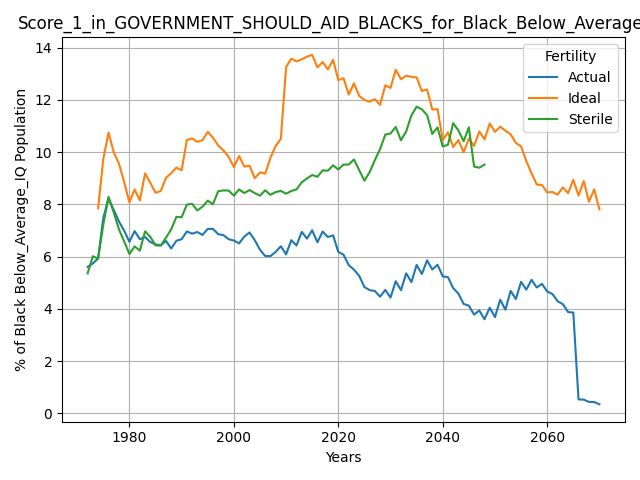 Score_1_in_GOVERNMENT_SHOULD_AID_BLACKS_for_Black_Below_Average
Fertility
Actual
Ideal
Sterile
% of Black Below_Average_IQ Population
14
12
10
8
6
4
2
0
1980 2000 2020 2040 2060
Years